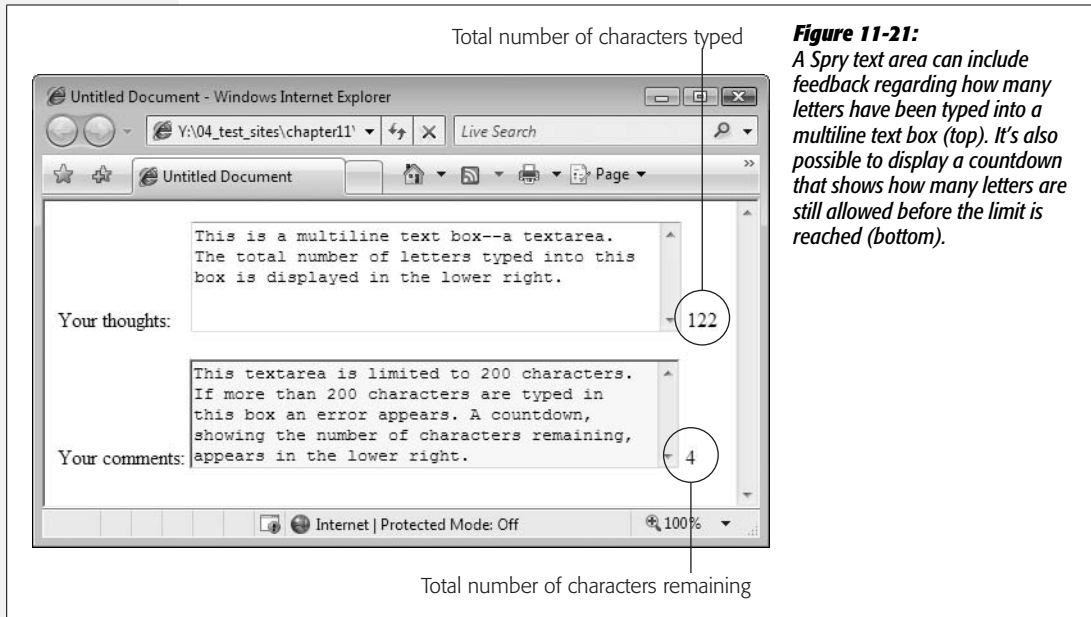 Total number of characters typed
Figure 11-21:
A Spry text area can include
feedback regarding how many
letters have been typed into a
multiline text box (top). It's also
possible to display a countdown
that shows how many letters are
still allowed before the limit is
reached (bottom).
Untitled Document - Windows Internet Explorer
Y:\04_test_sites\chapter11\
Live Search
Untitled Document
Page
This is a multiline text box--a textarea.
The total number of letters typed into this
box is displayed in the lower right.
Your thoughts:
122
This textarea is limited to 200 characters.
If more than 200 characters are typed in
this box an error appears. A countdown,
showing the number of characters remaining,
Your comments: appears in the lower right.
4
Internet | Protected Mode: Off
100%
Total number of characters remaining